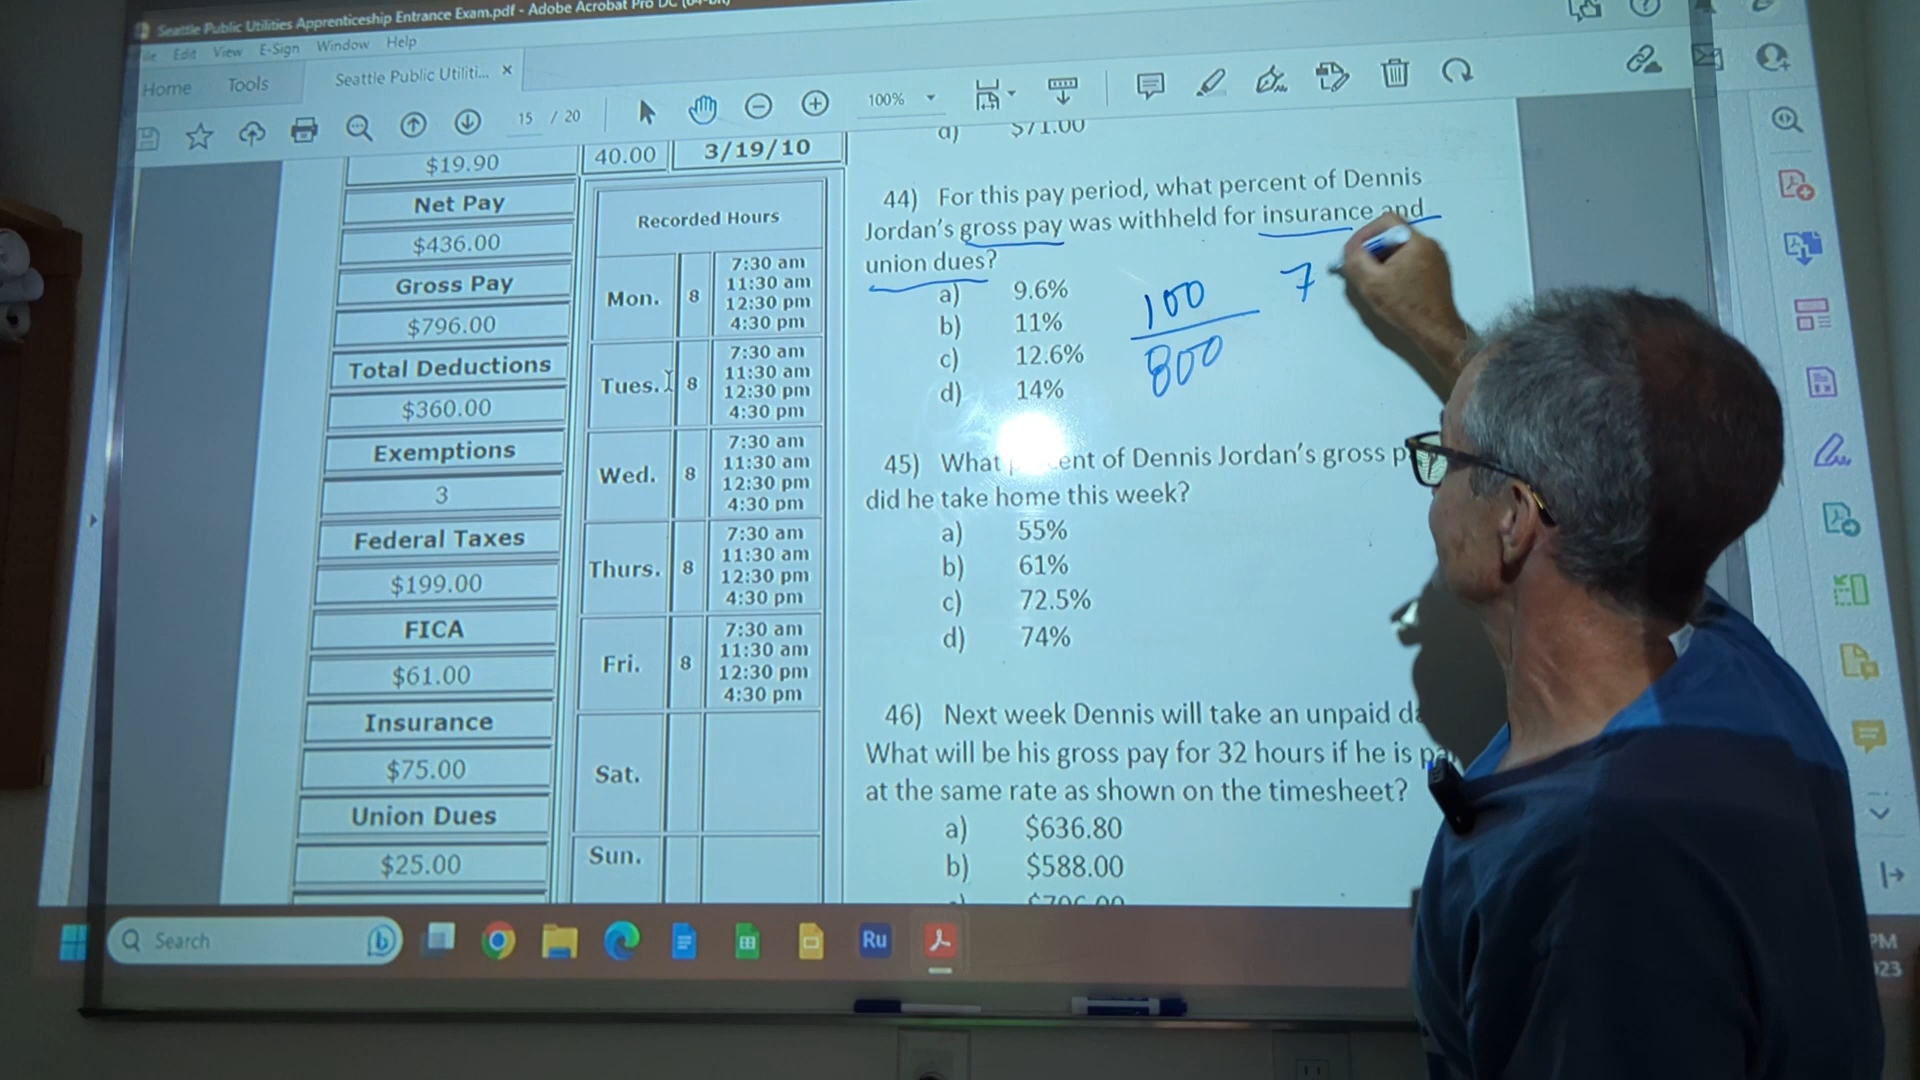 Seattle Public Utilities Apprenticeship Entrance Exam.pdf - Adobe Acrobat Pro DC
Edit View E-Sign Window Help
Home Tools Seattle Public Utiliti... ×
15 / 20 100%
$19.90
Net Pay
$436.00
Gross Pay
$796.00
Total Deductions
$360.00
Exemptions
3
Federal Taxes
$199.00
FICA
$61.00
Insurance
$75.00
Union Dues
$25.00
40.00 3/19/10
Recorded Hours
Mon. 8 7:30 am
11:30 am
12:30 pm
4:30 pm
Tues. 8 7:30 am
11:30 am
12:30 pm
4:30 pm
Wed. 8 7:30 am
11:30 am
12:30 pm
4:30 pm
Thurs. 8 7:30 am
11:30 am
12:30 pm
4:30 pm
Fri. 8 7:30 am
11:30 am
12:30 pm
4:30 pm
Sat.
Sun.
d) $71.00
44) For this pay period, what percent of Dennis
Jordan's gross pay was withheld for insurance and
union dues?
a) 9.6%
b) 11%
c) 12.6%
d) 14%
100
800
7
45) What ent of Dennis Jordan's gross
did he take home this week?
a) 55%
b) 61%
c) 72.5%
d) 74%
46) Next week Dennis will take an unpaid
What will be his gross pay for 32 hours if he is
at the same rate as shown on the timesheet?
a) $636.80
b) $588.00
Search
Ru
PM